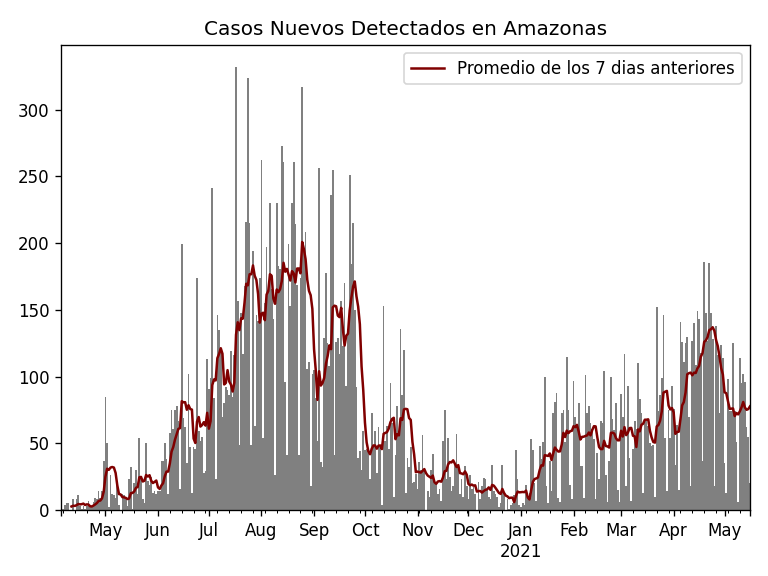 Casos Nuevos Detectados en Amazonas
Promedio de los 7 dias anteriores
300
250
200
150
100
50
0
May Jun Jul Aug Sep Oct Nov Dec Jan Feb Mar Apr May
2021